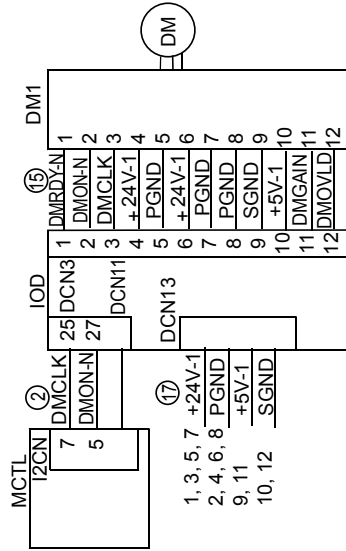 MCTL
I2CN
7
5
②
DMCLK
DMON-N
IOD
25
27
DCN3
DCN11
DCN13
1, 3, 5, 7
2, 4, 6, 8
9, 11
10, 12
⑰
+24V-1
PGND
+5V-1
SGND
⑮
1 DMRDY-N 1
2 DMON-N 2
3 DMCLK 3
4 +24V-1 4
5 PGND 5
6 +24V-1 6
7 PGND 7
8 PGND 8
9 SGND 9
10 +5V-1 10
11 DMGAIN 11
12 DMOVLD 12
DM1
DM